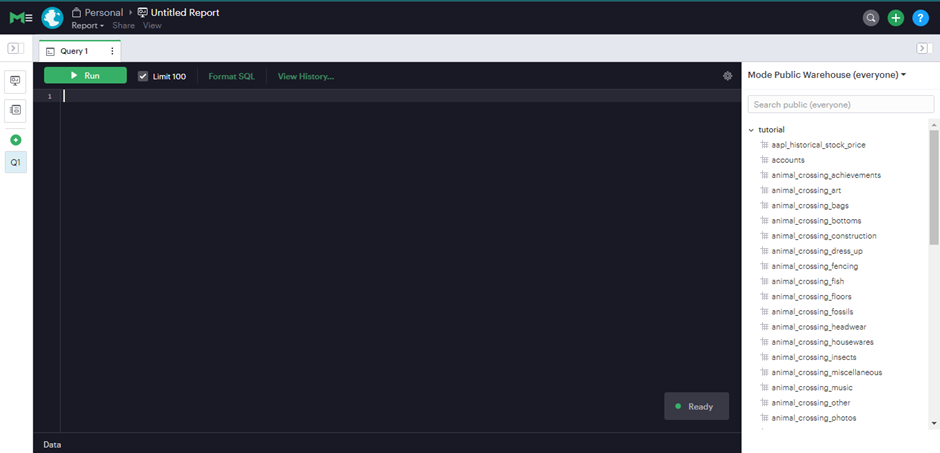 Personal › Untitled Report
Report Share View
?
Query 1
Run Limit 100 Format SQL View History...
1
Q1
Ready
Data
Mode Public Warehouse (everyone)
Search public (everyone)
tutorial
aapl_historical_stock_price
accounts
animal_crossing_achievements
animal_crossing_art
animal_crossing_bags
animal_crossing_bottoms
animal_crossing_construction
animal_crossing_dress_up
animal_crossing_fencing
animal_crossing_fish
animal_crossing_floors
animal_crossing_fossils
animal_crossing_headwear
animal_crossing_housewares
animal_crossing_insects
animal_crossing_miscellaneous
animal_crossing_music
animal_crossing_other
animal_crossing_photos